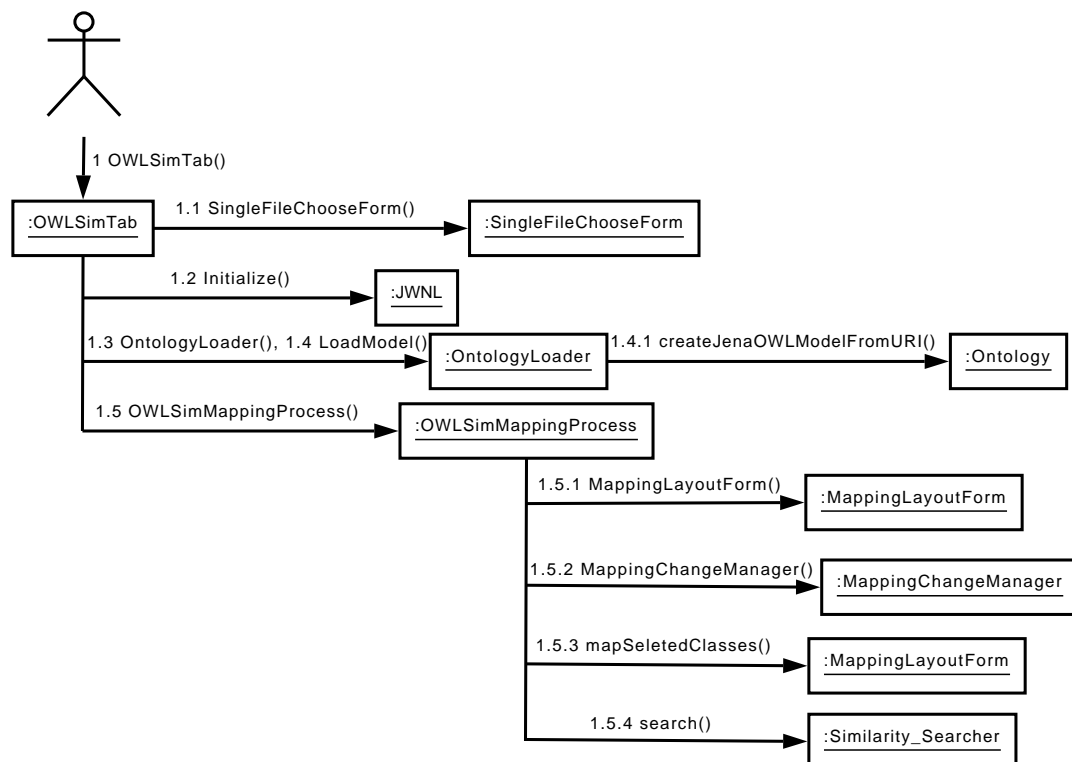 1 OWLSimTab()
:OWLSimTab
1.1 SingleFileChooseForm()
:SingleFileChooseForm
1.2 Initialize()
:JWNL
1.3 OntologyLoader(), 1.4 LoadModel()
:OntologyLoader
1.4.1 createJenaOWLModelFromURI()
:Ontology
1.5 OWLSimMappingProcess()
:OWLSimMappingProcess
1.5.1 MappingLayoutForm()
:MappingLayoutForm
1.5.2 MappingChangeManager()
:MappingChangeManager
1.5.3 mapSeletedClasses()
:MappingLayoutForm
1.5.4 search()
:Similarity_Searcher